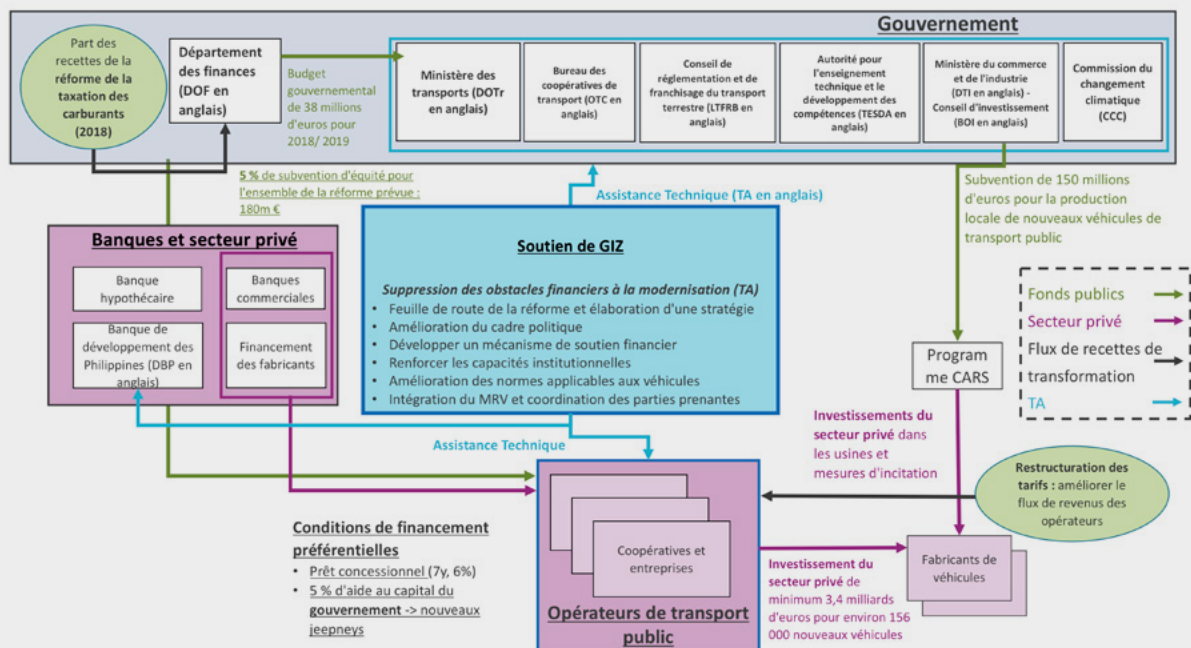 Gouvernement
Part des
recettes de la
réforme de la
taxation des
carburants
(2018)
Département
des finances
(DOF en
anglais)
Budget
gouvernemental
de 38 millions
d'euros pour
2018/ 2019
Ministère des
transports (DOTr
en anglais)
Bureau des
coopératives de
transport (OTC en
anglais)
Conseil de
réglementation et de
franchisage du transport
terrestre (LTFRB en
anglais)
Autorité pour
l'enseignement
technique et le
développement des
compétences (TESDA en
anglais)
Ministère du commerce
et de l'industrie
(DTI en anglais) -
Conseil d'investissement
(BOI en anglais)
Commission du
changement
climatique
(CCC)
5 % de subvention d'équité pour
l'ensemble de la réforme prévue :
180m €
Assistance Technique (TA en anglais)
Subvention de 150 millions
d'euros pour la production
locale de nouveaux véhicules de
transport public
Banques et secteur privé
Banque
hypothécaire
Banques
commerciales
Banque de
développement des
Philippines (DBP en
anglais)
Financement
des fabricants
Soutien de GIZ
Suppression des obstacles financiers à la modernisation (TA)
• Feuille de route de la réforme et élaboration d'une stratégie
• Amélioration du cadre politique
• Développer un mécanisme de soutien financier
• Renforcer les capacités institutionnelles
• Amélioration des normes applicables aux véhicules
• Intégration du MRV et coordination des parties prenantes
Fonds publics
Secteur privé
Flux de recettes de
transformation
TA
Program
me CARS
Assistance Technique
Investissements du
secteur privé dans
les usines et
mesures d'incitation
Restructuration des
tarifs : améliorer le
flux de revenus des
opérateurs
Conditions de financement
préférentielles
• Prêt concessionnel (7y, 6%)
• 5 % d'aide au capital du
gouvernement -> nouveaux
jeepneys
Coopératives et
entreprises
Opérateurs de transport
public
Investissement du
secteur privé de
minimum 3,4 milliards
d'euros pour environ 156
000 nouveaux véhicules
Fabricants de
véhicules